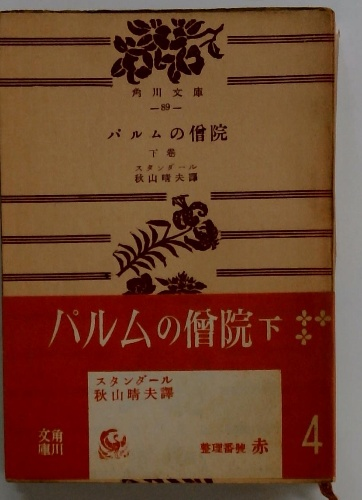 角川文庫
—89—
パルムの僧院
下巻
スタンダール
秋山晴夫譯
パルムの僧院 下
スタンダール
秋山晴夫譯
角川
文庫
整理番號 赤
4